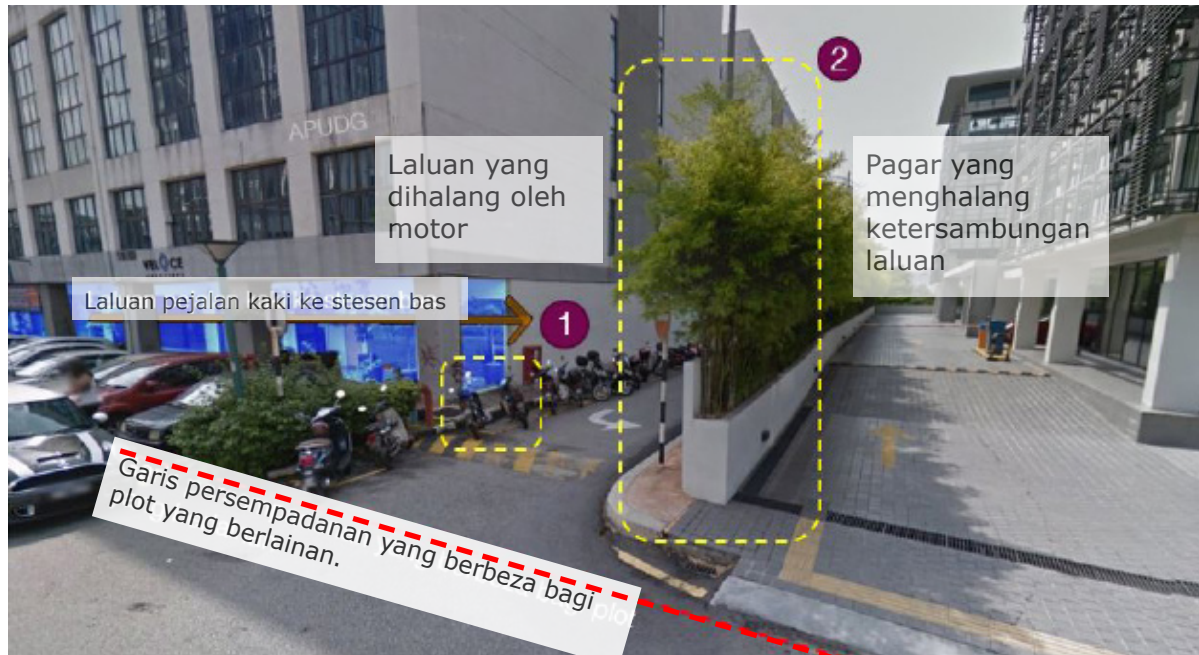 APUDG
2
Laluan yang
dihalang oleh
motor
Pagar yang
menghalang
ketersambungan
laluan
VELOCE
Laluan pejalan kaki ke stesen bas
1
Garis persempadanan yang berbeza bagi
plot yang berlainan.